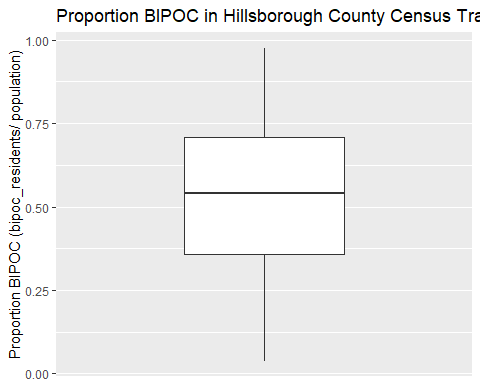 Proportion BIPOC in Hillsborough County Census Tra
Proportion BIPOC (bipoc_residents/ population)
1.00
0.75
0.50
0.25
0.00